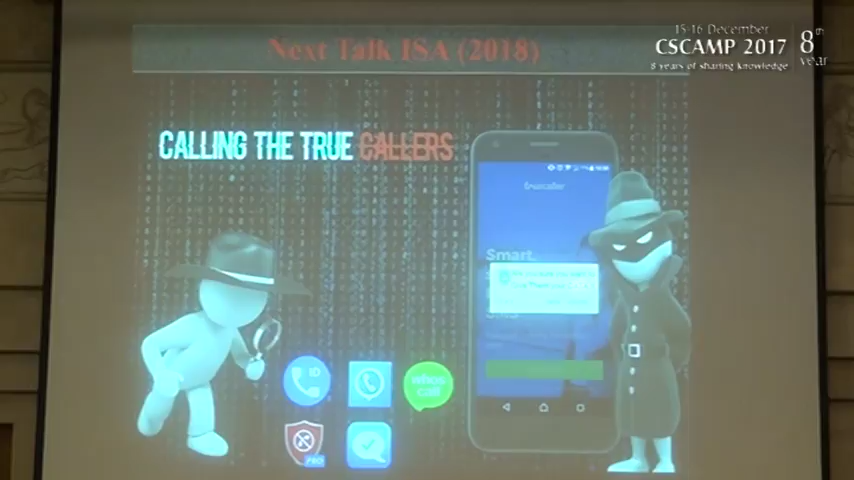 15-16 December
CSCAMP 2017
8 years of sharing knowledge
8th
year
Next Talk ISA (2018)
CALLING THE TRUE CALLERS
truecaller
Smart.
ID
whos
call
PRO